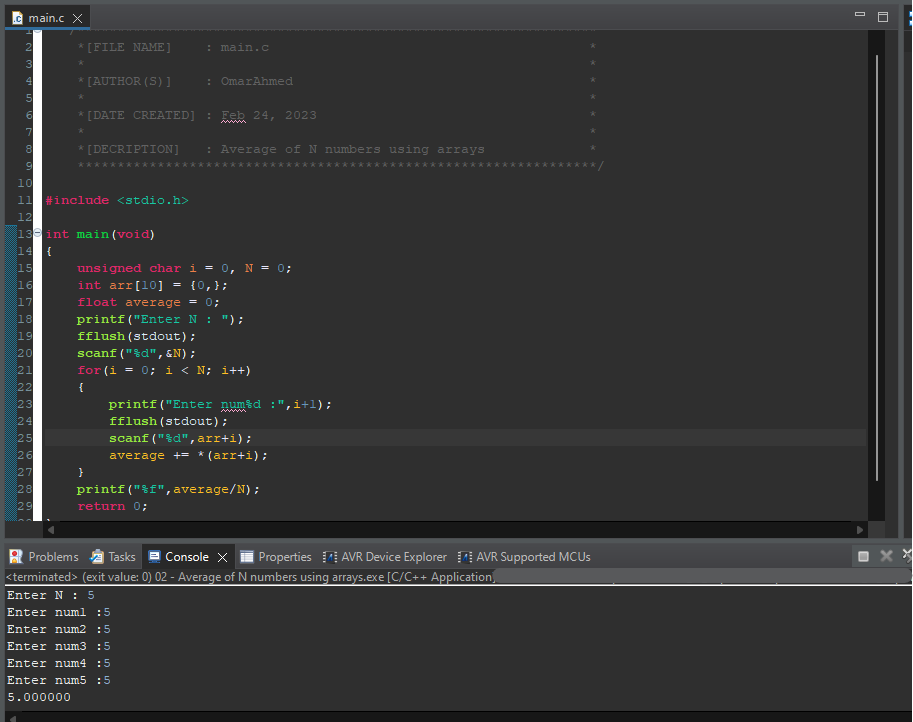 main.c
1
2 *[FILE NAME] : main.c *
3 * *
4 *[AUTHOR(S)] : OmarAhmed *
5 * *
6 *[DATE CREATED] : Feb 24, 2023 *
7 * *
8 *[DECRIPTION] : Average of N numbers using arrays *
9 *****************************************************************/
10
11 #include <stdio.h>
12
13 int main(void)
14 {
15 unsigned char i = 0, N = 0;
16 int arr[10] = {0,};
17 float average = 0;
18 printf("Enter N : ");
19 fflush(stdout);
20 scanf("%d",&N);
21 for(i = 0; i < N; i++)
22 {
23 printf("Enter num%d :",i+1);
24 fflush(stdout);
25 scanf("%d",arr+i);
26 average += *(arr+i);
27 }
28 printf("%f",average/N);
29 return 0;
Problems Tasks Console Properties AVR Device Explorer AVR Supported MCUs
<terminated> (exit value: 0) 02 - Average of N numbers using arrays.exe [C/C++ Application]
Enter N : 5
Enter num1 :5
Enter num2 :5
Enter num3 :5
Enter num4 :5
Enter num5 :5
5.000000